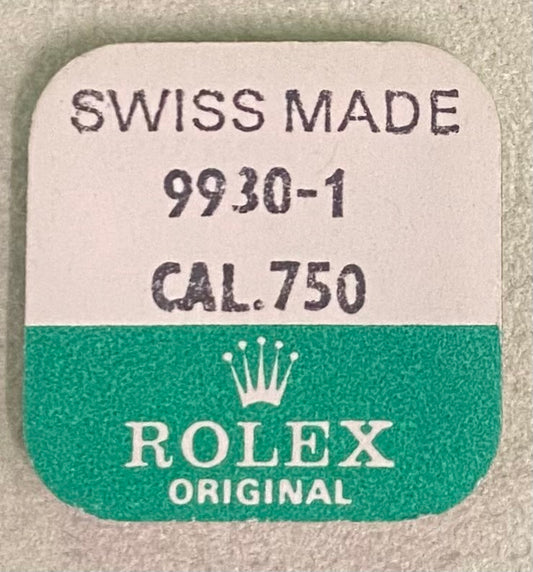 SWISS MADE
9930-1
CAL.750
ROLEX
ORIGINAL